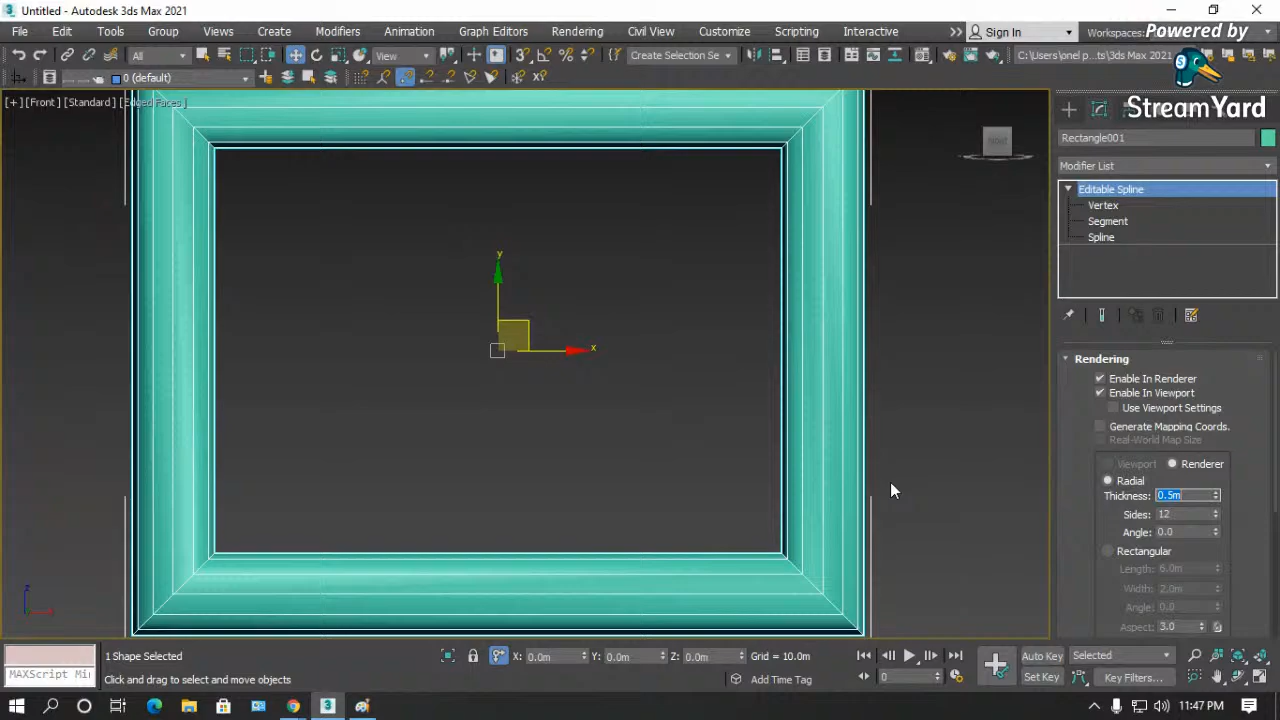 Untitled - Autodesk 3ds Max 2021
File Edit Tools Group Views Create Modifiers Animation Graph Editors Rendering Civil View Customize Scripting Interactive Sign In Workspaces:
Powered by
All View Create Selection Se C:\Users\onel p...ts\3ds Max 2021
0 (default)
StreamYard
[+] [Front] [Standard] [Edged Faces]
FRONT
Rectangle001
Modifier List
Editable Spline
Vertex
Segment
Spline
y
x
Rendering
Enable In Renderer
Enable In Viewport
Use Viewport Settings
Generate Mapping Coords.
Real-World Map Size
Viewport Renderer
Radial
Thickness: 0.5m
Sides: 12
Angle: 0.0
Rectangular
Length: 6.0m
Width: 2.0m
Angle: 0.0
Aspect: 3.0
z
1 Shape Selected X: 0.0m Y: 0.0m Z: 0.0m Grid = 10.0m Auto Key Selected
MAXScript Mi Click and drag to select and move objects Add Time Tag 0 Set Key Key Filters...
11:47 PM